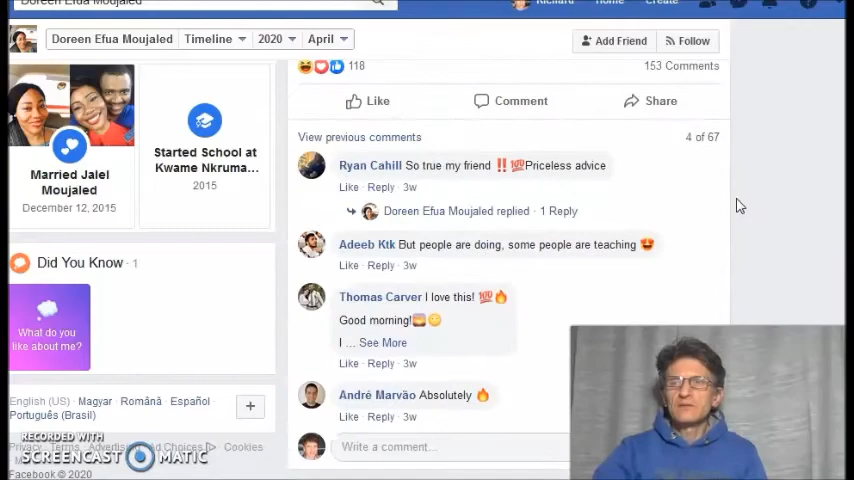 Doreen Efua Moujaled
Richard Home Create
Doreen Efua Moujaled Timeline 2020 April
Add Friend Follow
118 153 Comments
Like Comment Share
Married Jalel Moujaled
December 12, 2015
Started School at Kwame Nkruma...
2015
View previous comments 4 of 67
Ryan Cahill So true my friend ‼️💯Priceless advice
Like · Reply · 3w
Doreen Efua Moujaled replied · 1 Reply
Adeeb Ktk But people are doing, some people are teaching 🤩
Like · Reply · 3w
Did You Know · 1
What do you like about me?
Thomas Carver I love this! 💯🔥
Good morning!🌅😳
I ... See More
Like · Reply · 3w
André Marvão Absolutely 🔥
Like · Reply · 3w
Write a comment...
English (US) · Magyar · Română · Español ·
Português (Brasil)
Privacy · Terms · Advertising · Ad Choices · Cookies ·
Facebook © 2020
RECORDED WITH
SCREENCAST MATIC